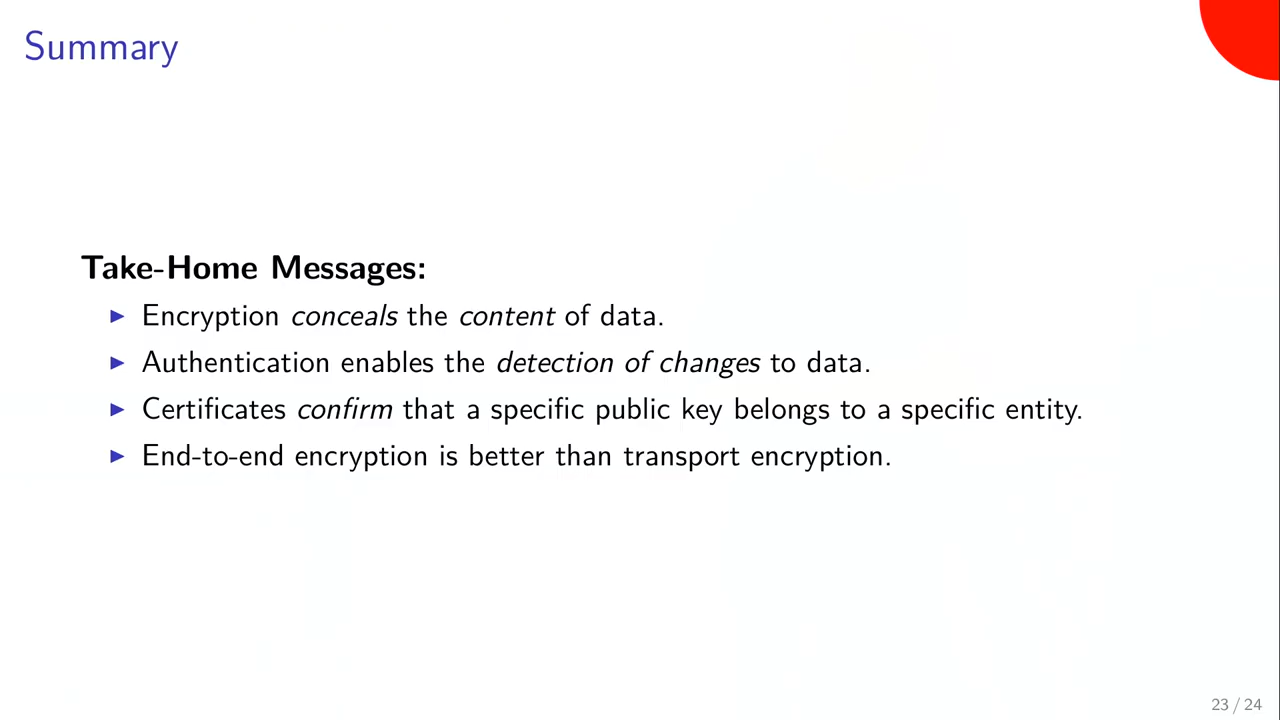 Summary
Take-Home Messages:
▶ Encryption conceals the content of data.
▶ Authentication enables the detection of changes to data.
▶ Certificates confirm that a specific public key belongs to a specific entity.
▶ End-to-end encryption is better than transport encryption.
23 / 24